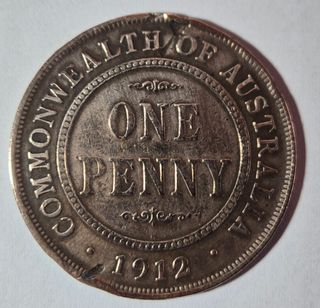 COMMONWEALTH OF AUSTRALIA
ONE
PENNY
· 1912 ·